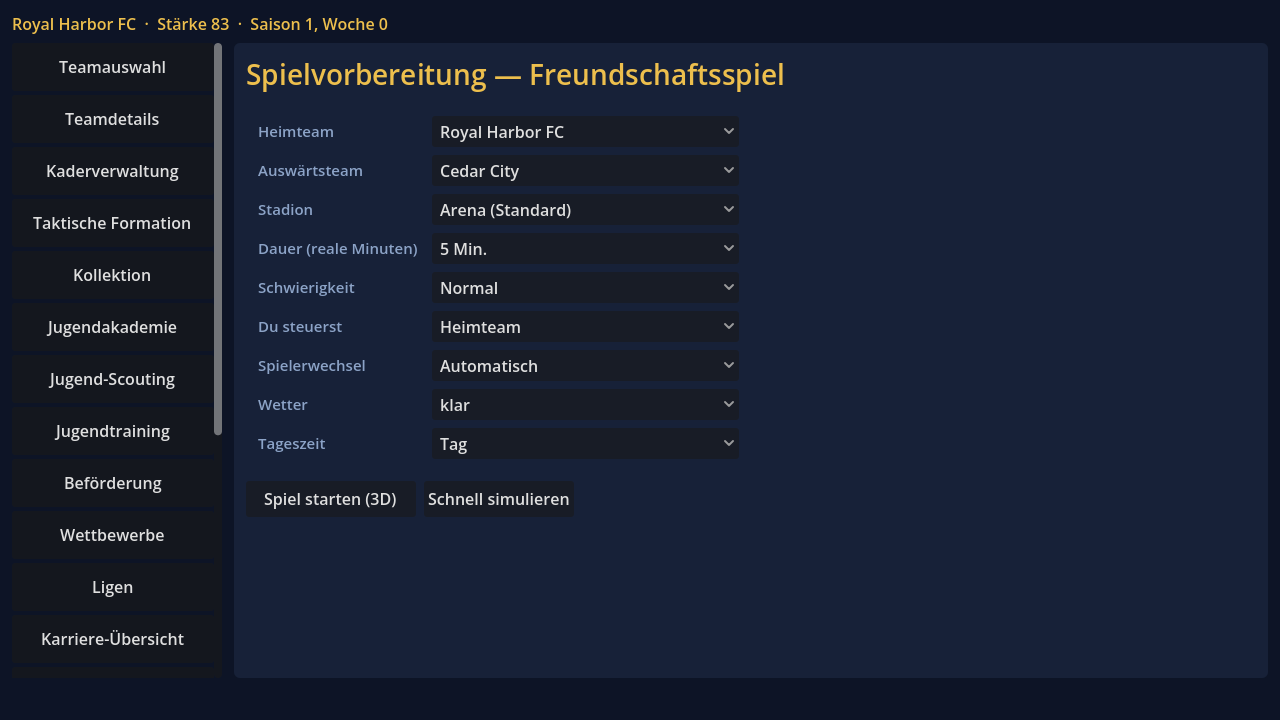 Royal Harbor FC · Stärke 83 · Saison 1, Woche 0
Teamauswahl
Teamdetails
Kaderverwaltung
Taktische Formation
Kollektion
Jugendakademie
Jugend-Scouting
Jugendtraining
Beförderung
Wettbewerbe
Ligen
Karriere-Übersicht
Spielvorbereitung — Freundschaftsspiel
Heimteam Royal Harbor FC
Auswärtsteam Cedar City
Stadion Arena (Standard)
Dauer (reale Minuten) 5 Min.
Schwierigkeit Normal
Du steuerst Heimteam
Spielerwechsel Automatisch
Wetter klar
Tageszeit Tag
Spiel starten (3D) Schnell simulieren